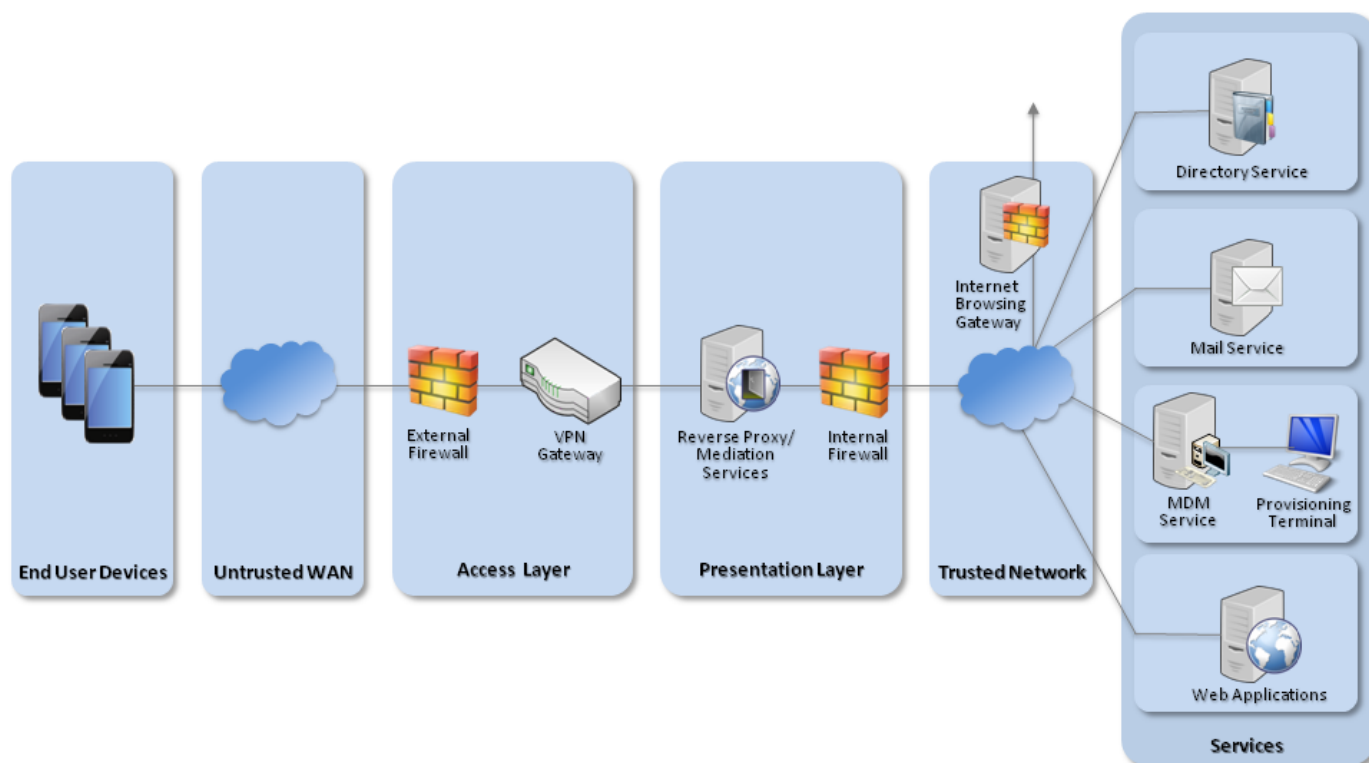 End User Devices
Untrusted WAN
External
Firewall
VPN
Gateway
Access Layer
Reverse Proxy/
Mediation
Services
Internal
Firewall
Presentation Layer
Internet
Browsing
Gateway
Trusted Network
Directory Service
Mail Service
MDM
Service
Provisioning
Terminal
Web Applications
Services